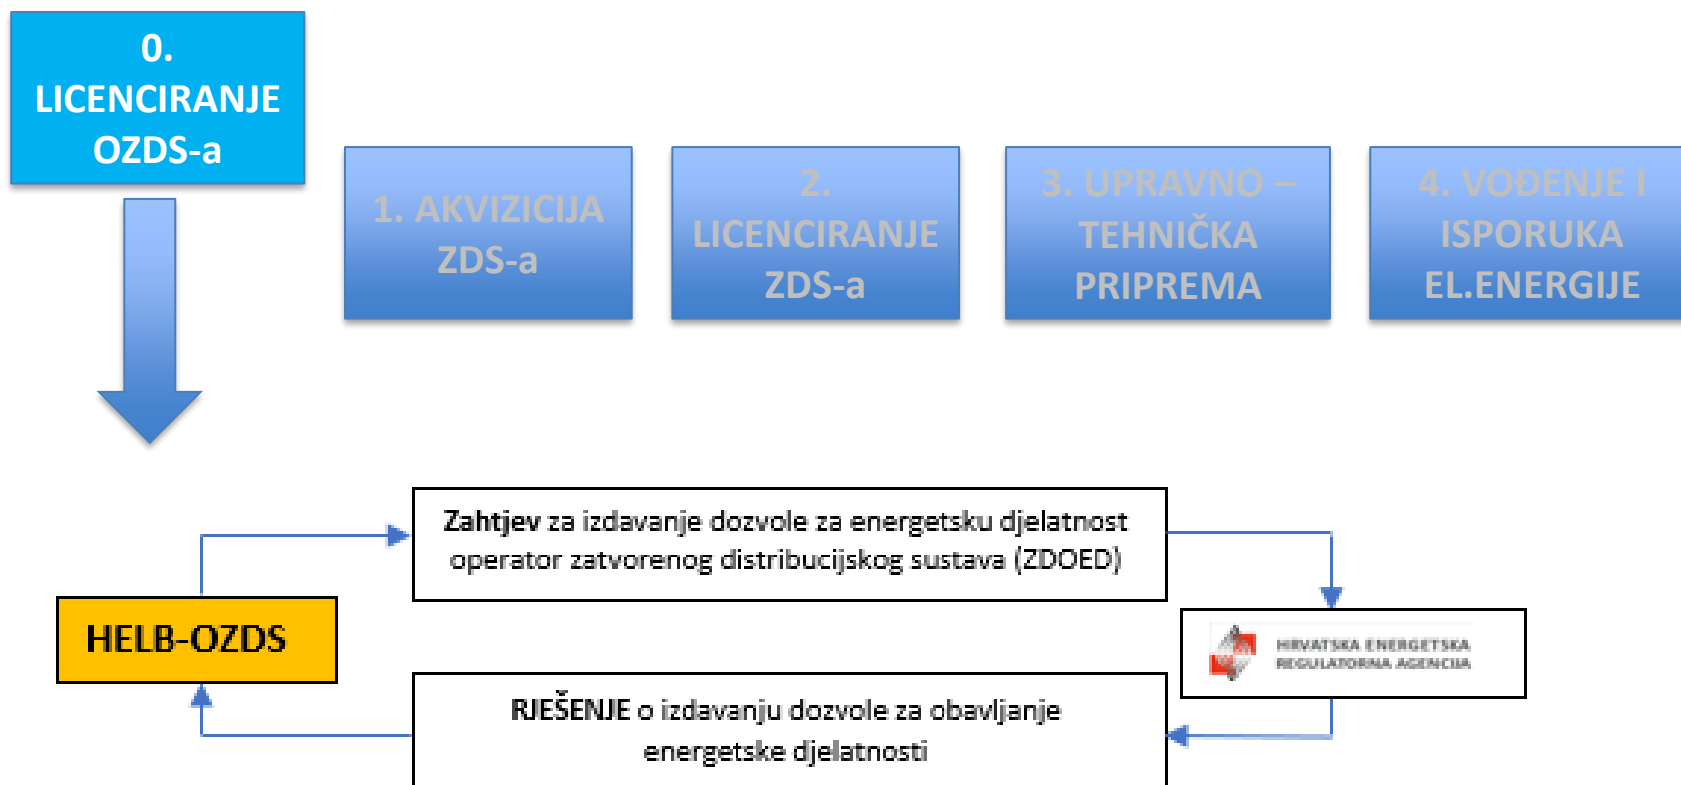 0.
LICENCIRANJE
OZDS-a
1. AKVIZICIJA
ZDS-a
2.
LICENCIRANJE
ZDS-a
3. UPRAVNO –
TEHNIČKA
PRIPREMA
4. VOĐENJE I
ISPORUKA
EL.ENERGIJE
Zahtjev za izdavanje dozvole za energetsku djelatnost
operator zatvorenog distribucijskog sustava (ZDOED)
HELB-OZDS
HRVATSKA ENERGETSKA
REGULATORNA AGENCIJA
RJEŠENJE o izdavanju dozvole za obavljanje
energetske djelatnosti